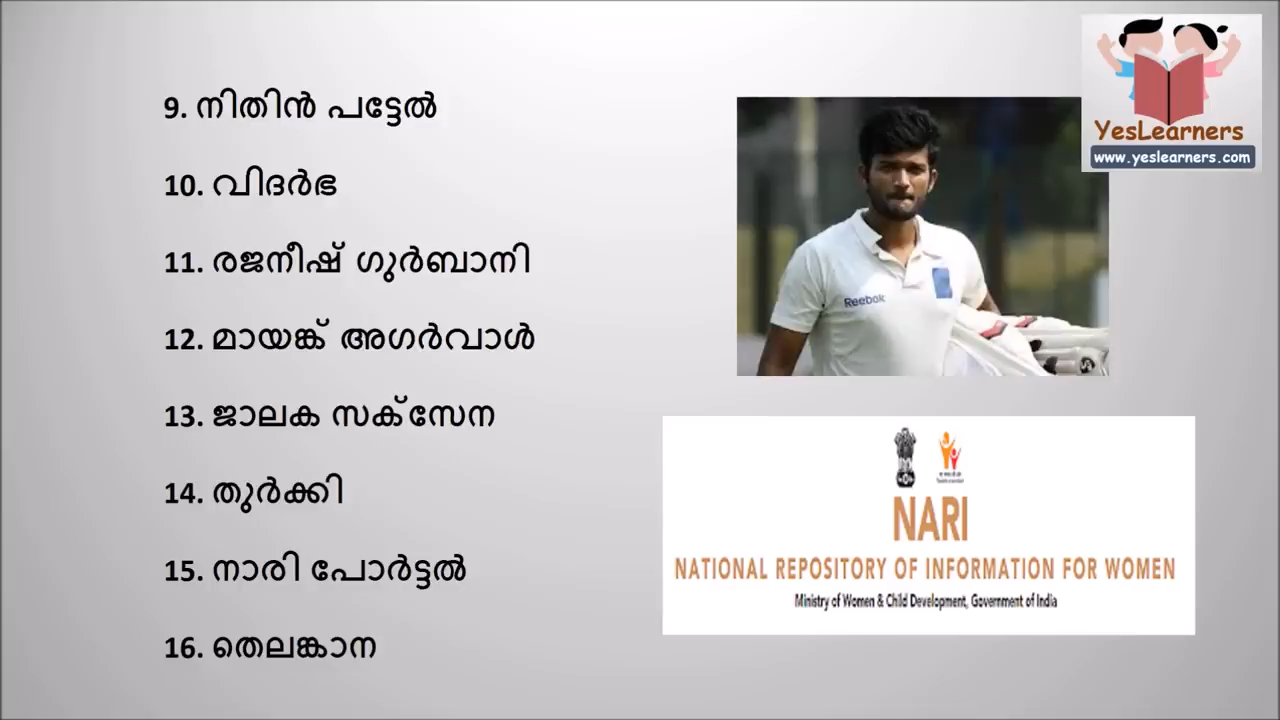 9. നിതിൻ പട്ടേൽ
10. വിദർഭ
11. രജനീഷ് ഗുർബാനി
12. മായങ്ക് അഗർവാൾ
13. ജാലക സക്സേന
14. തുർക്കി
15. നാരി പോർട്ടൽ
16. തെലങ്കാന
YesLearners
www.yeslearners.com
Reebok
NARI
NATIONAL REPOSITORY OF INFORMATION FOR WOMEN
Ministry of Women & Child Development, Government of India